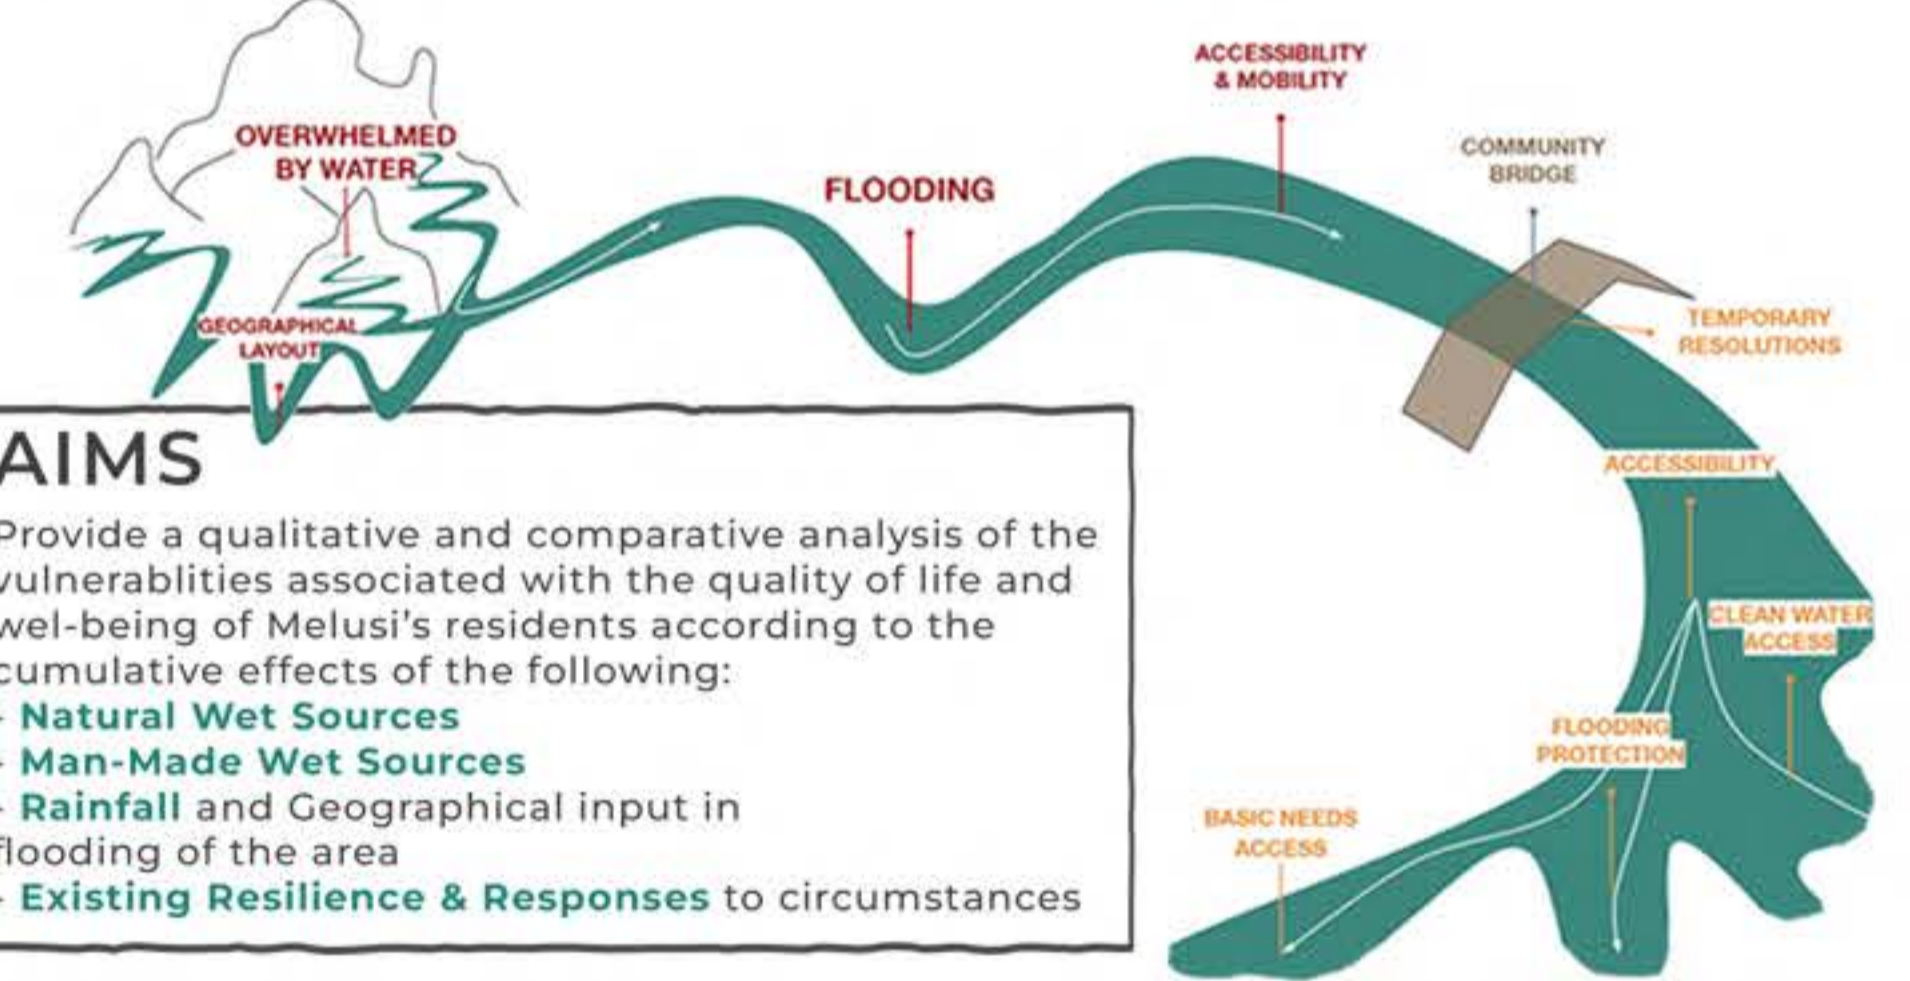 OVERWHELMED
BY WATER
GEOGRAPHICAL
LAYOUT
FLOODING
ACCESSIBILITY
& MOBILITY
COMMUNITY
BRIDGE
TEMPORARY
RESOLUTIONS
ACCESSIBILITY
CLEAN WATER
ACCESS
FLOODING
PROTECTION
BASIC NEEDS
ACCESS
AIMS
Provide a qualitative and comparative analysis of the
vulnerablities associated with the quality of life and
wel-being of Melusi's residents according to the
cumulative effects of the following:
- Natural Wet Sources
- Man-Made Wet Sources
- Rainfall and Geographical input in
flooding of the area
- Existing Resilience & Responses to circumstances